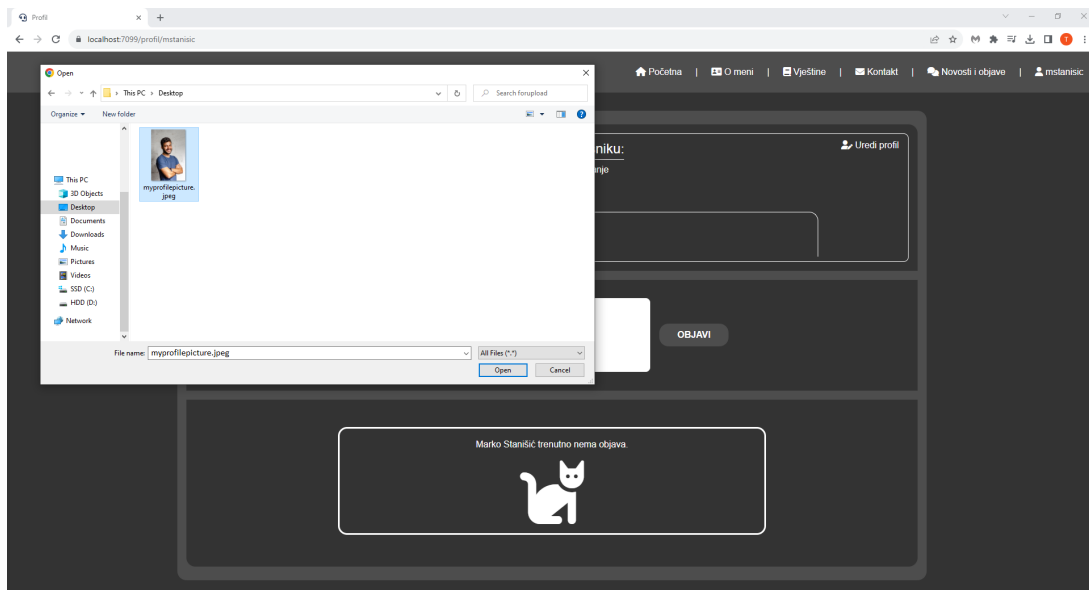 Profil
localhost:7099/profil/mstanisic
T
Početna | O meni | Vještine | Kontakt | Novosti i objave | mstanisic
Open
This PC › Desktop
Search forupload
Organize
New folder
myprofilepicture.
jpeg
This PC
3D Objects
Desktop
Documents
Downloads
Music
Pictures
Videos
SSD (C:)
HDD (D:)
Network
File name: myprofilepicture.jpeg
All Files (*.*)
Open
Cancel
niku:
Uredi profil
anje
OBJAVI
Marko Stanišić trenutno nema objava.